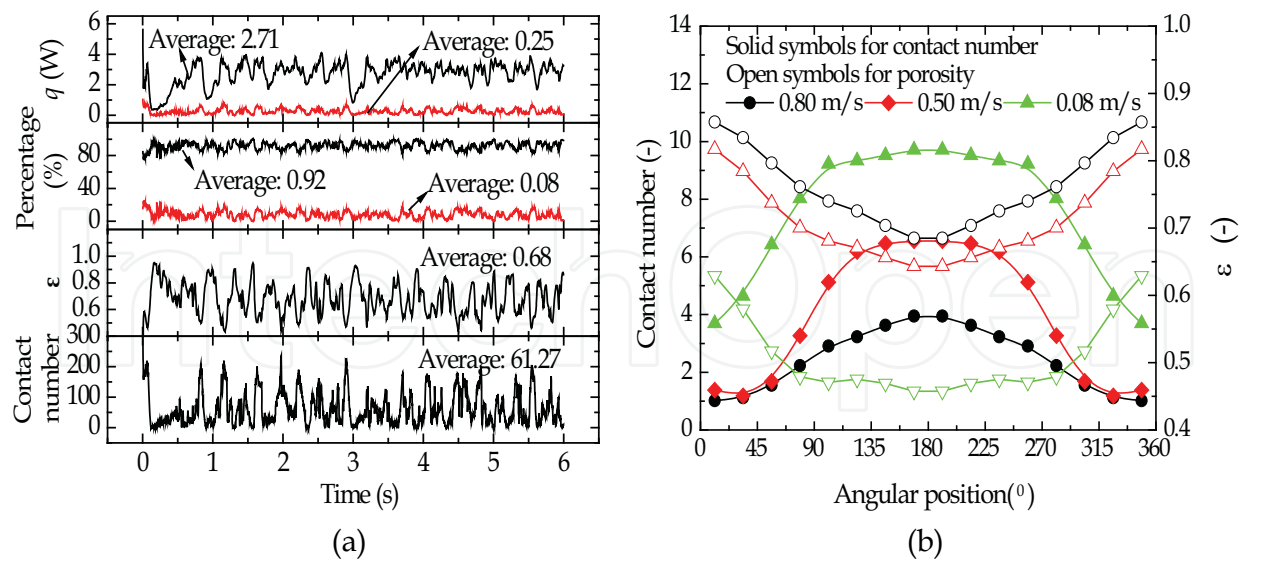 6
4
2
0
q (W)
Average: 2.71
Average: 0.25
80
40
0
Percentage
(%)
Average: 0.92
Average: 0.08
1.0
0.8
0.6
0.4
ε
Average: 0.68
300
200
100
0
Contact
number
Average: 61.27
0 1 2 3 4 5 6
Time (s)
(a)
14
12
10
8
6
4
2
0
Contact number (-)
Solid symbols for contact number
Open symbols for porosity
0.80 m/s 0.50 m/s 0.08 m/s
1.0
0.9
0.8
0.7
0.6
0.5
0.4
ε (-)
0 45 90 135 180 225 270 315 360
Angular position(⁰)
(b)
InTechOpen